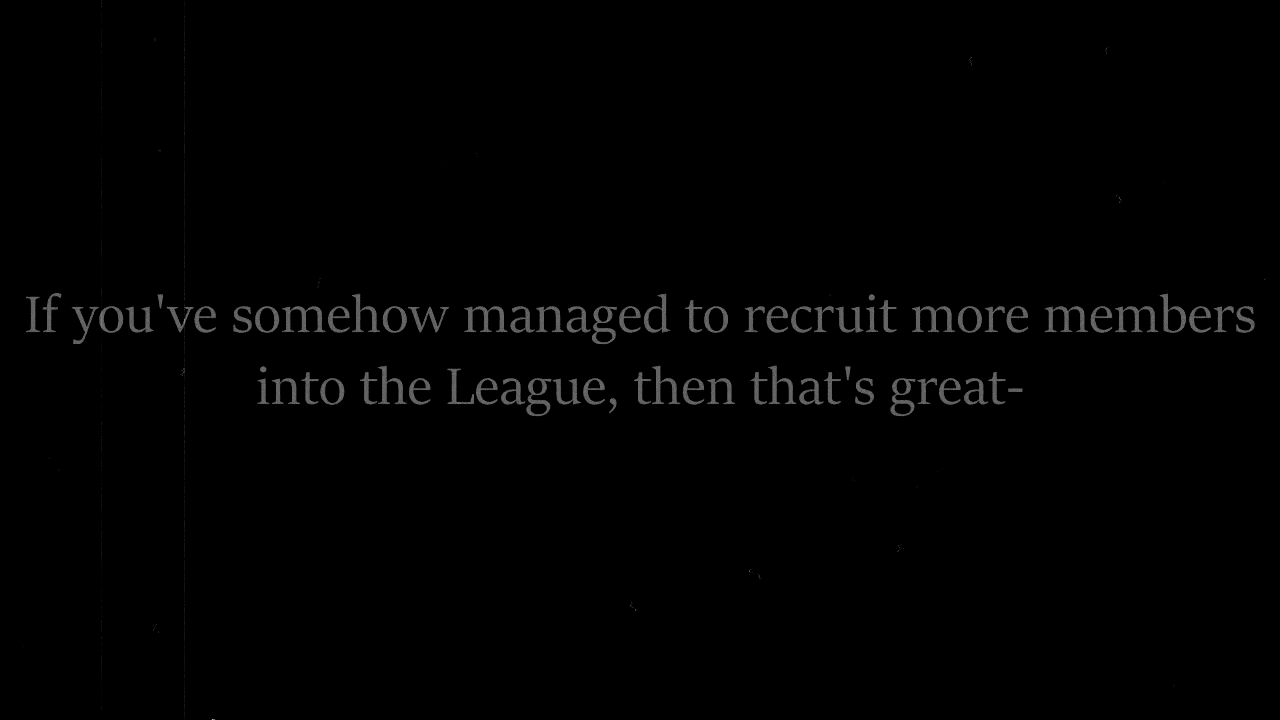 If you've somehow managed to recruit more members
into the League, then that's great-